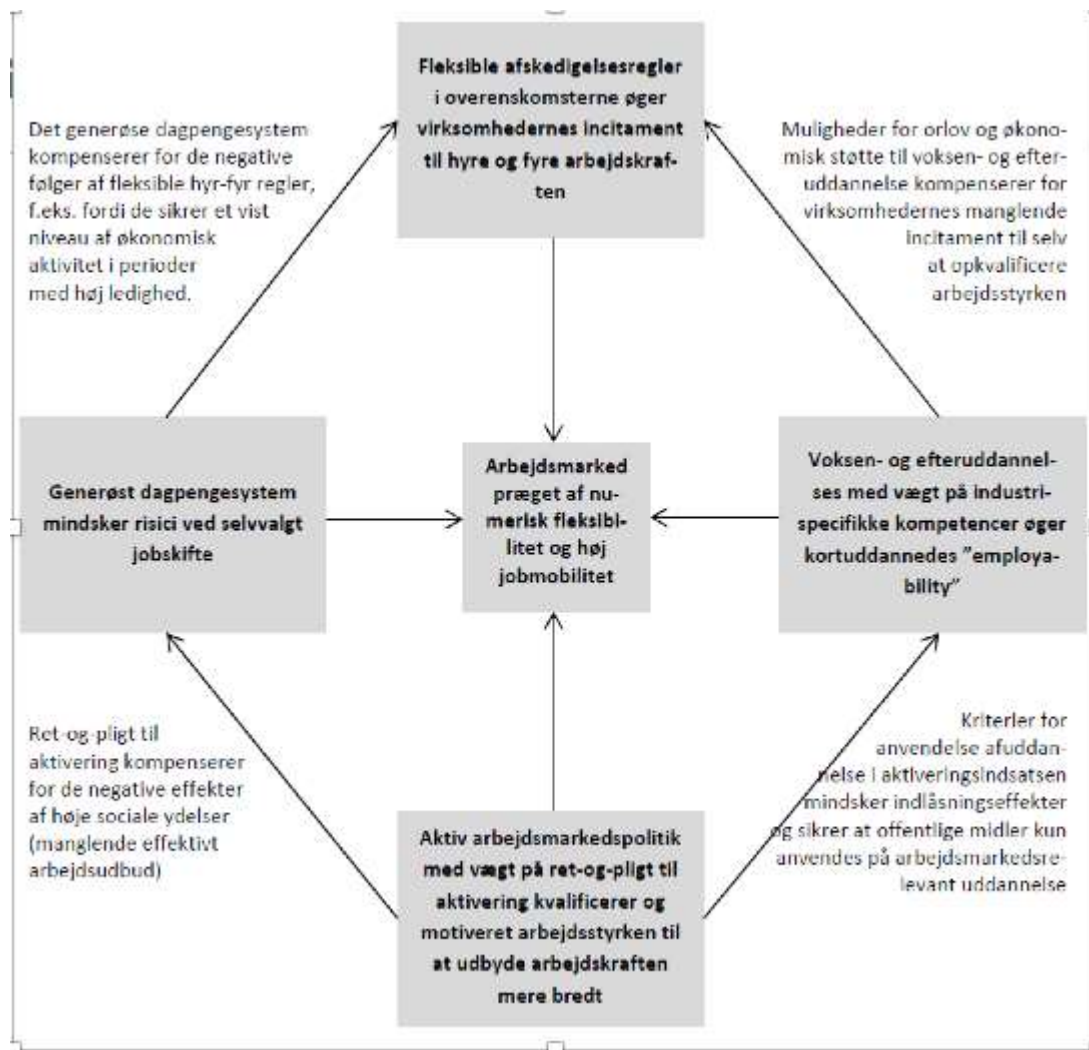 Fleksible afskedigelsesregler
i overenskomsterne øger
virksomhedernes incitament
til hyre og fyre arbejdskraf-
ten
Det generøse dagpengesystem
kompenserer for de negative
følger af fleksible hyr-fyr regler,
f.eks. fordi de sikrer et vist
niveau af økonomisk
aktivitet i perioder
med høj ledighed.
Muligheder for orlov og økono-
misk støtte til voksen- og efter-
uddannelse kompenserer for
virksomhedernes manglende
incitament til selv
at opkvalificere
arbejdsstyrken
Generøst dagpengesystem
mindsker risici ved selvvalgt
jobskifte
Arbejdsmarked
præget af nu-
merisk fleksibi-
litet og høj
jobmobilitet
Voksen- og efteruddannel-
ses med vægt på industri-
specifikke kompetencer øger
kortuddannedes ”employa-
bility”
Ret-og-pligt til
aktivering kompenserer
for de negative effekter
af høje sociale ydelser
(manglende effektivt
arbejdsudbud)
Kriterier for
anvendelse afuddan-
nelse i aktiveringsindsatsen
mindsker indlåsningseffekter
og sikrer at offentlige midler kun
anvendes på arbejdsmarkedsre-
levant uddannelse
Aktiv arbejdsmarkedspolitik
med vægt på ret-og-pligt til
aktivering kvalificerer og
motiveret arbejdsstyrken til
at udbyde arbejdskraften
mere bredt